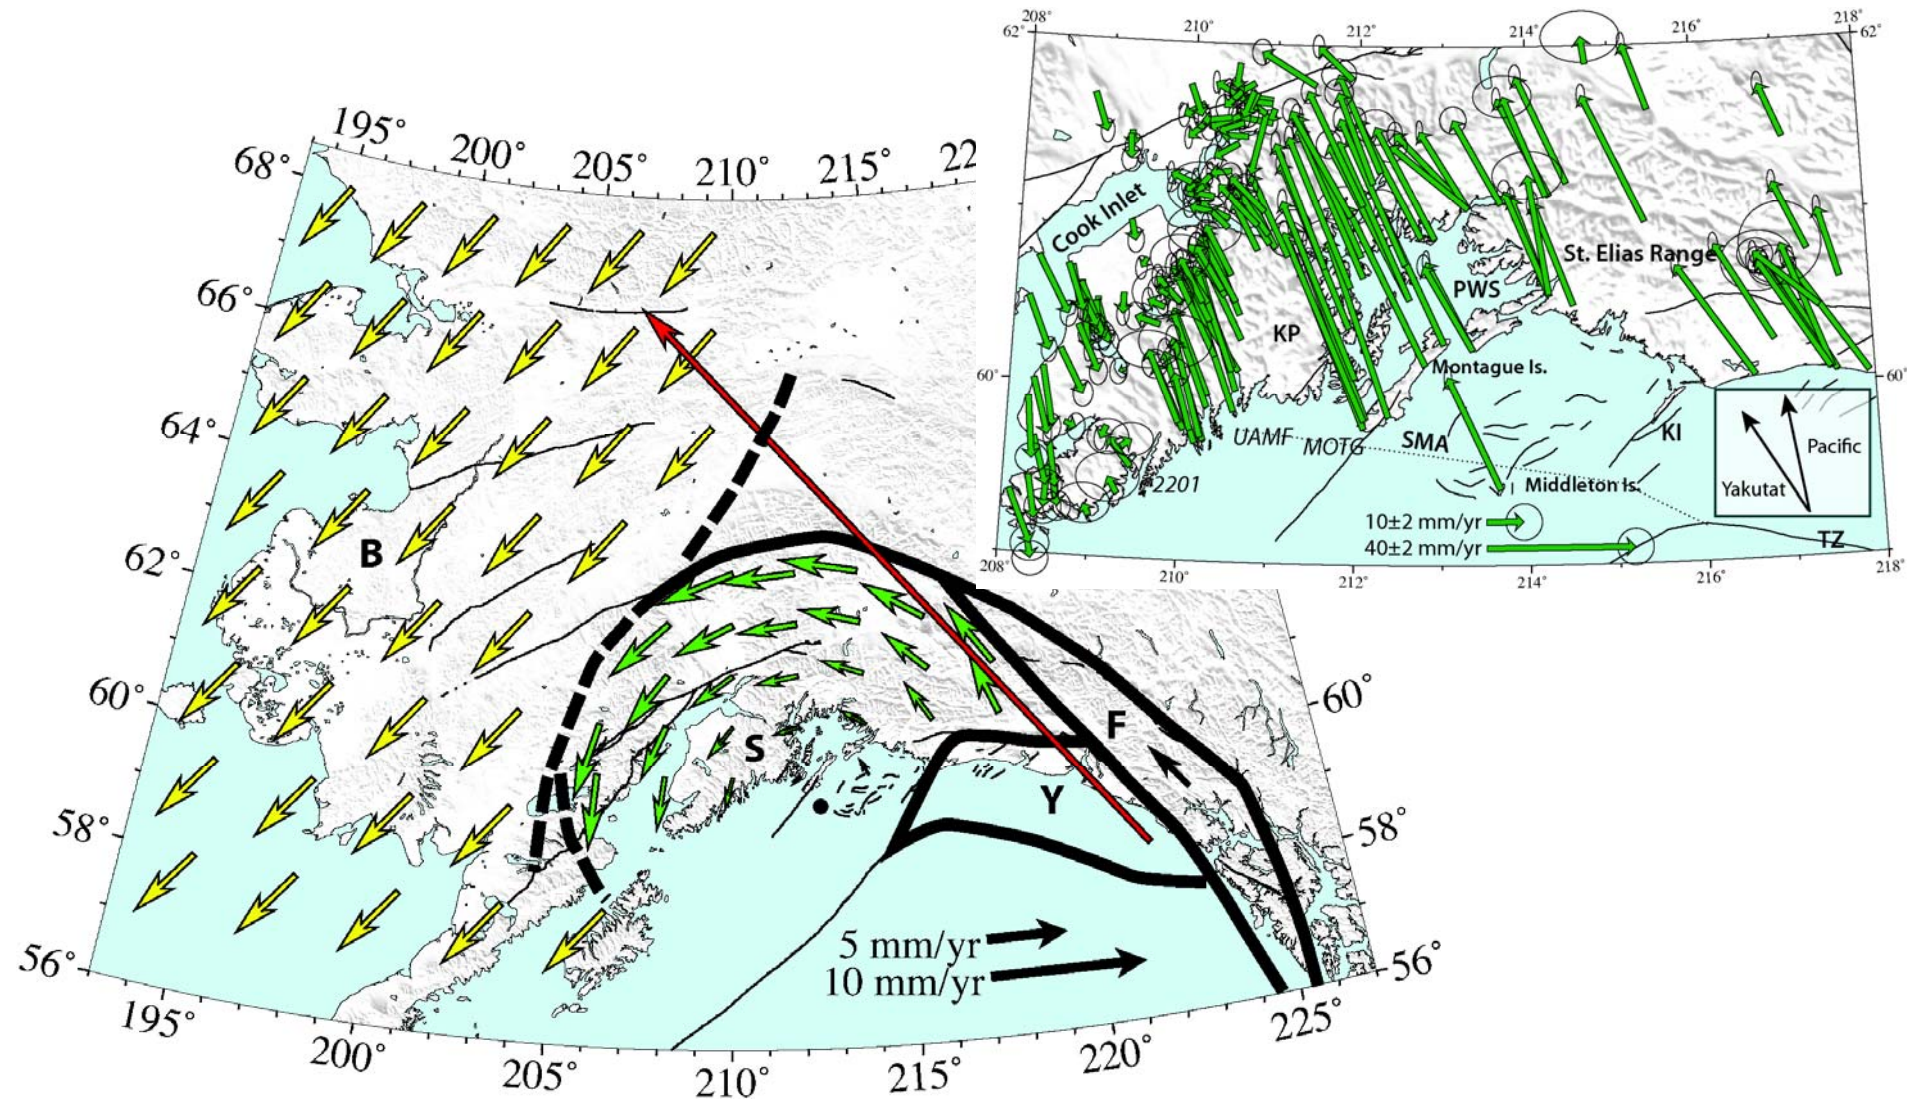 208°
210°
212°
214°
216°
218°
62°
62°
Cook Inlet
St. Elias Range
PWS
KP
Montague Is.
60°
60°
UAMF
MOTG
SMA
KI
2201
Middleton Is.
Pacific
Yakutat
10±2 mm/yr
40±2 mm/yr
TZ
208°
210°
212°
214°
216°
218°
195°
200°
205°
210°
215°
22
68°
66°
64°
62°
60°
58°
56°
B
S
F
Y
60°
58°
56°
5 mm/yr
10 mm/yr
195°
200°
205°
210°
215°
220°
225°